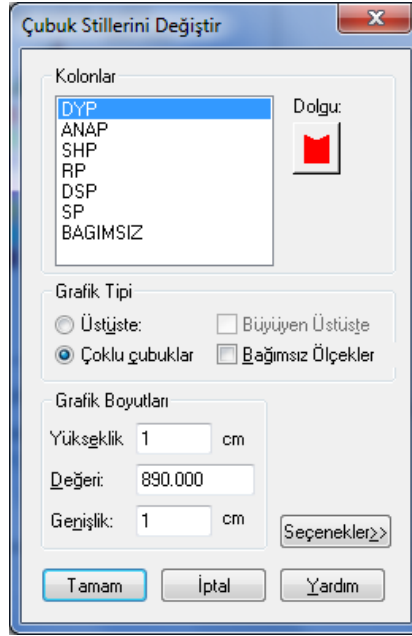 Çubuk Stillerini Değiştir
Kolonlar
DYP
ANAP
SHP
RP
DSP
SP
BAGIMSIZ
Dolgu:
Grafik Tipi
Üstüste:
Büyüyen Üstüste
Çoklu çubuklar
Bağımsız Ölçekler
Grafik Boyutları
Yükseklik 1 cm
Değeri: 890.000
Genişlik: 1 cm
Seçenekler>>
Tamam
İptal
Yardım